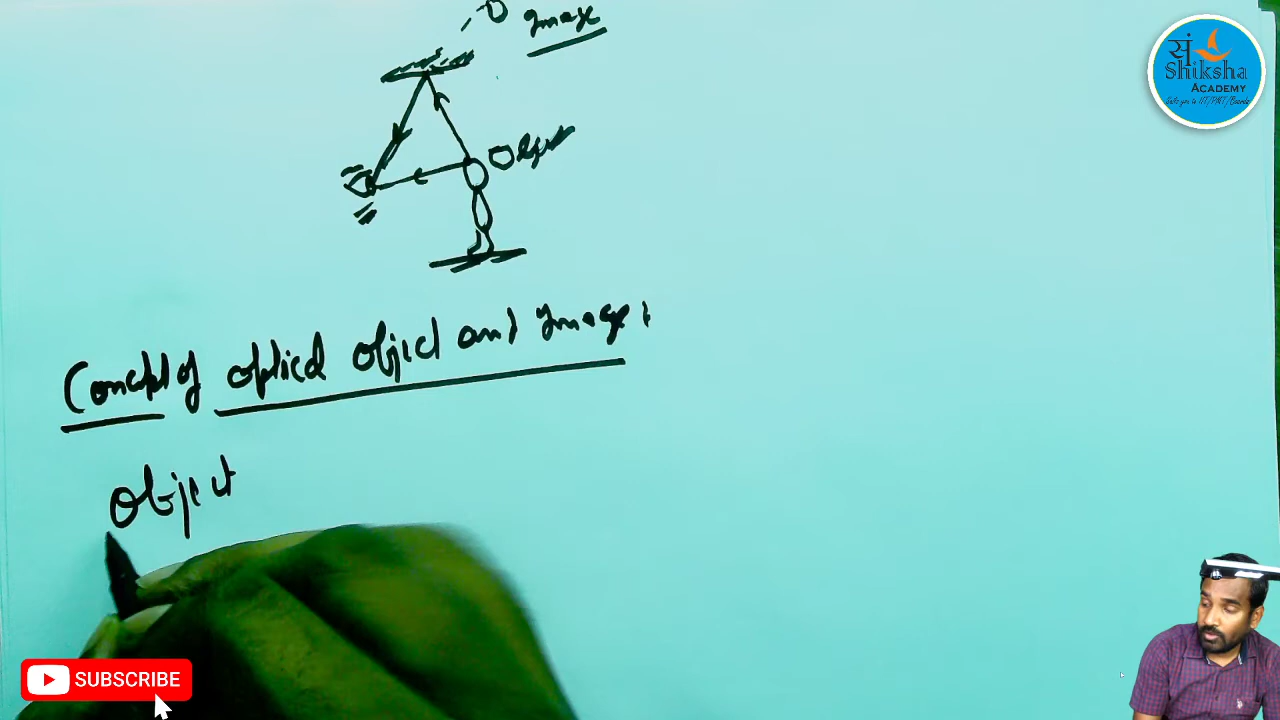 Image
सं
Shiksha
ACADEMY
Object
Concept of optical object and Image :
Object
SUBSCRIBE